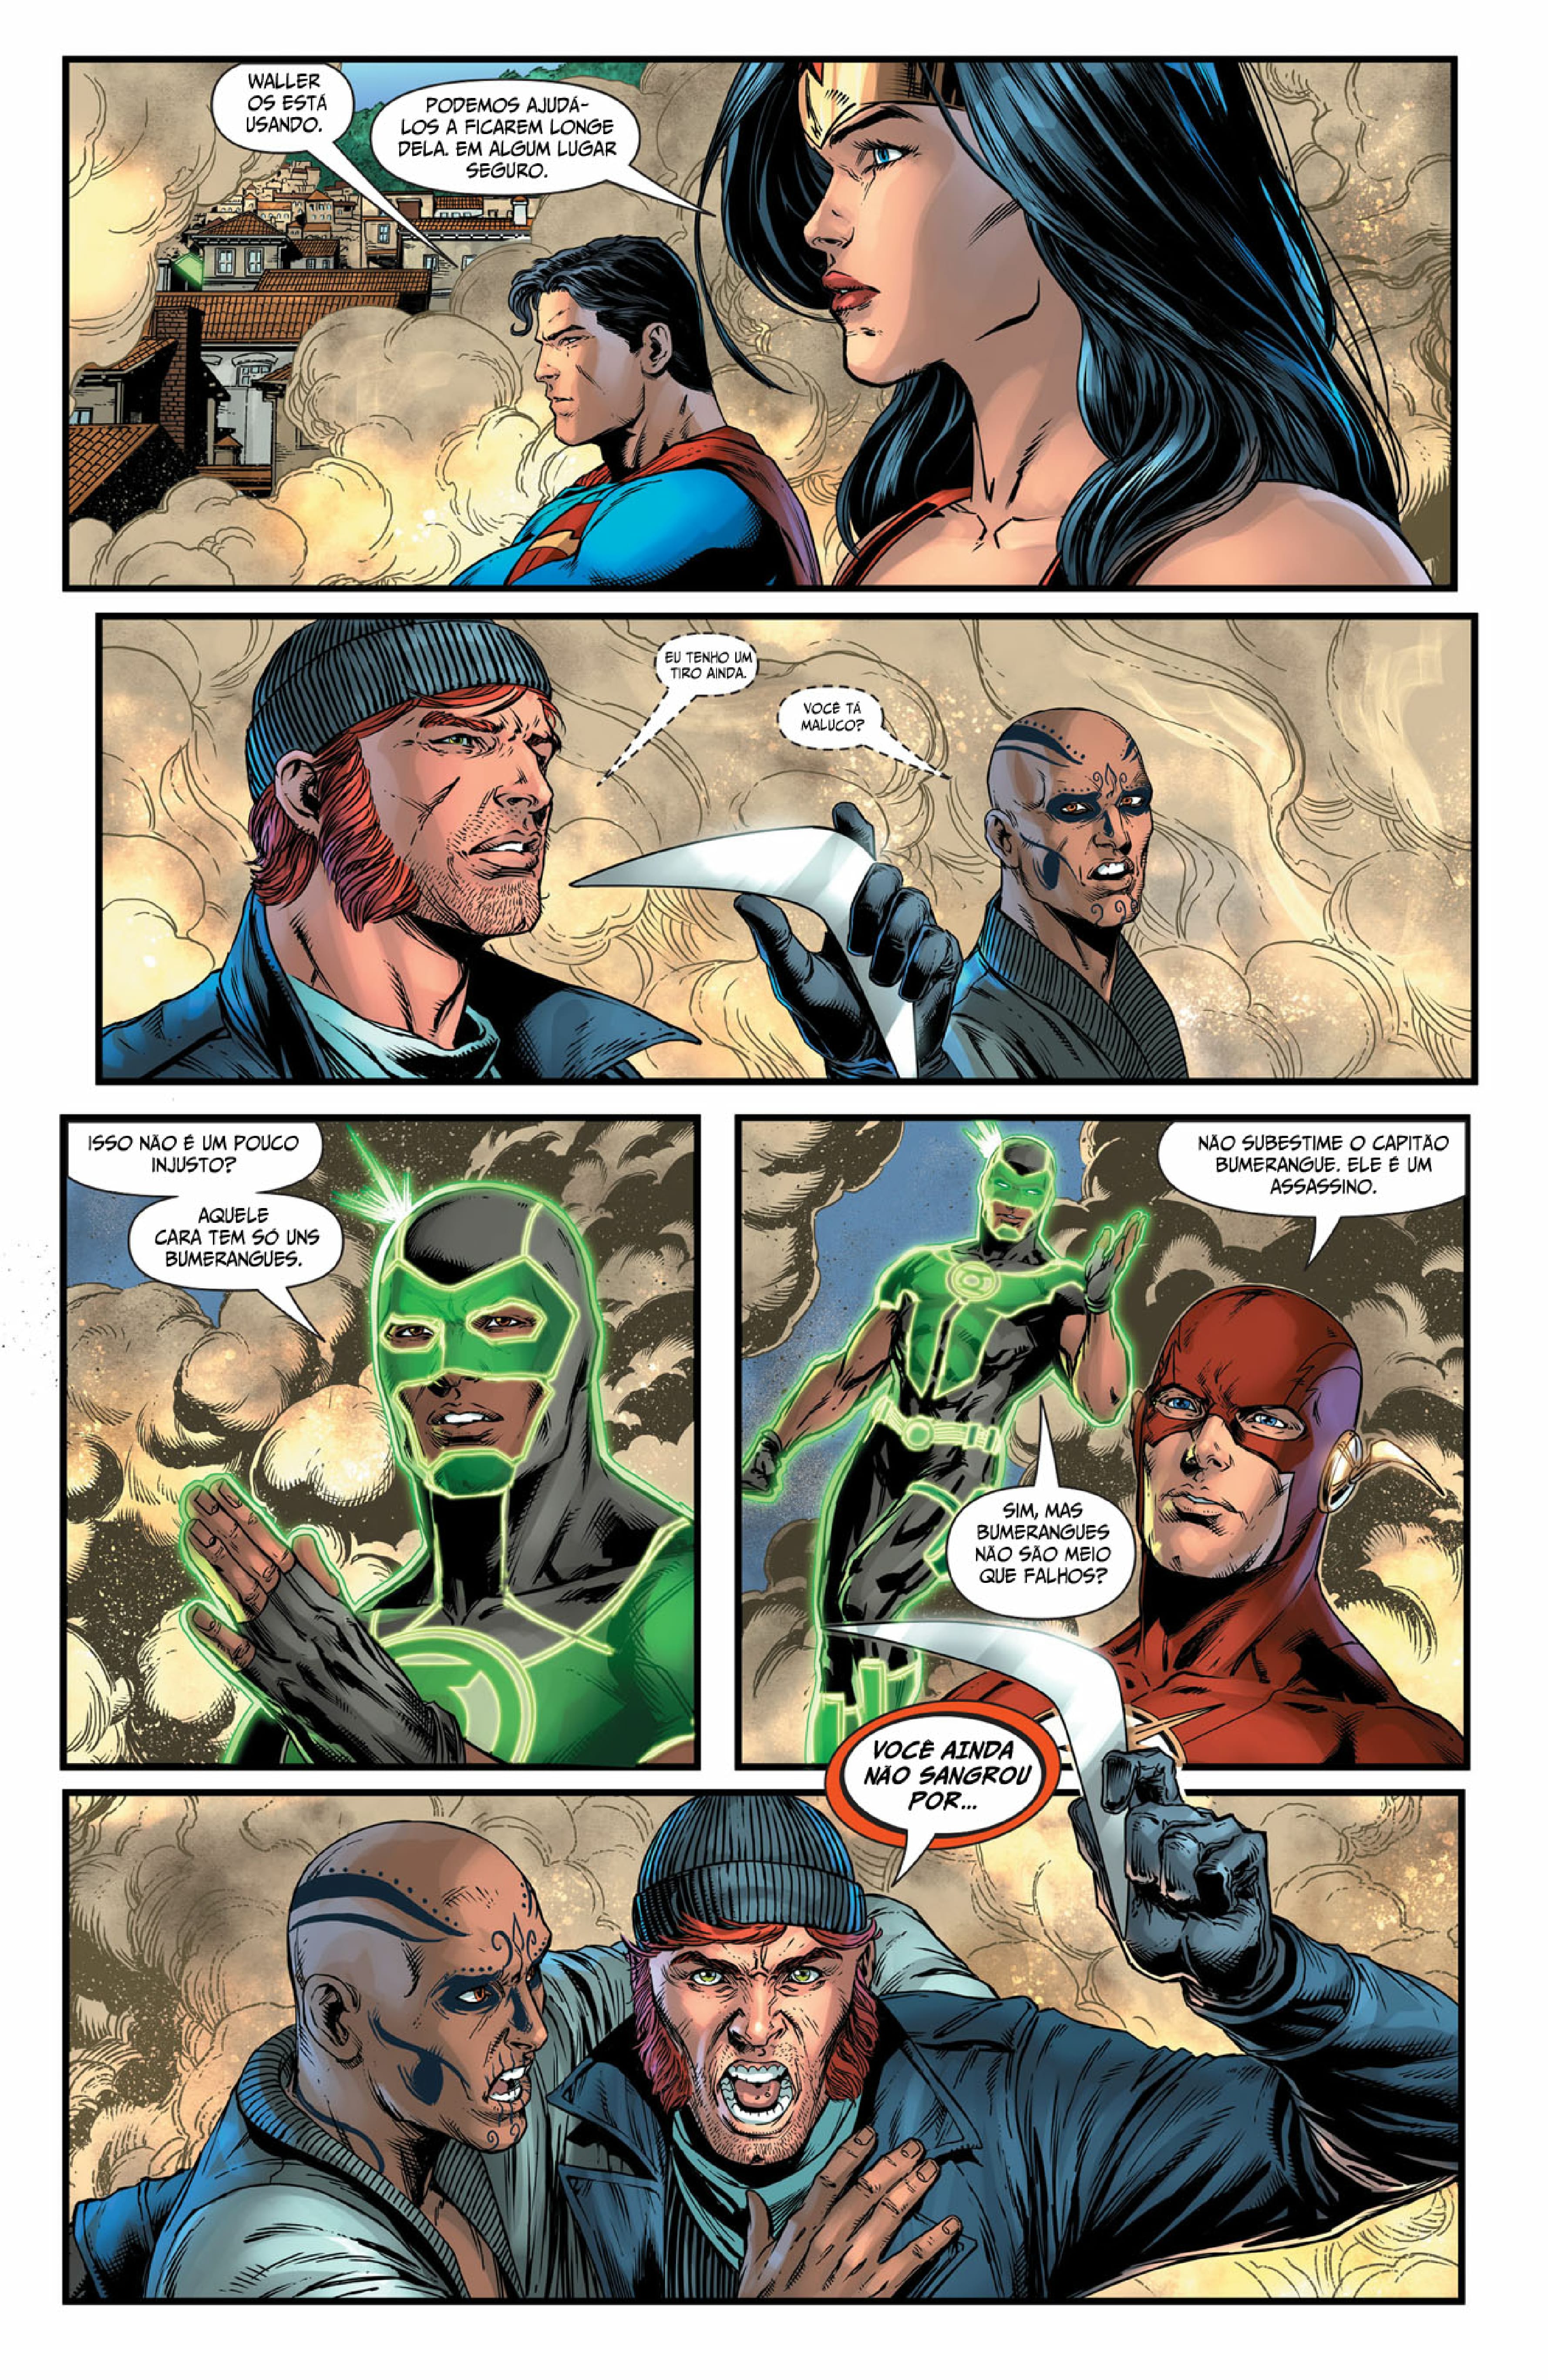 WALLER
OS ESTÁ
USANDO.
PODEMOS AJUDÁ-
LOS A FICAREM LONGE
DELA. EM ALGUM LUGAR
SEGURO.
EU TENHO UM
TIRO AINDA.
VOCÊ TÁ
MALUCO?
ISSO NÃO É UM POUCO
INJUSTO?
AQUELE
CARA TEM SÓ UNS
BUMERANGUES.
NÃO SUBESTIME O CAPITÃO
BUMERANGUE. ELE É UM
ASSASSINO.
SIM, MAS
BUMERANGUES
NÃO SÃO MEIO
QUE FALHOS?
VOCÊ AINDA
NÃO SANGROU
POR...